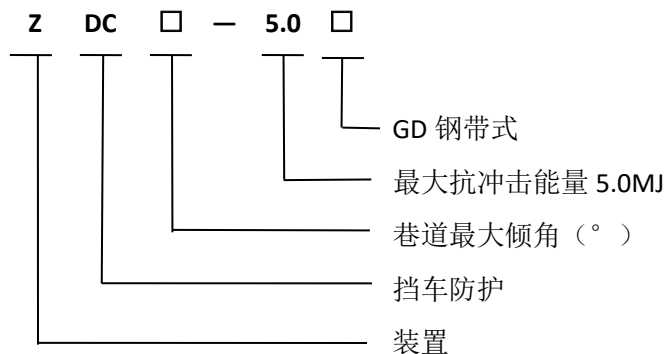 Z DC □ — 5.0 □
GD 钢带式
最大抗冲击能量 5.0MJ
巷道最大倾角（°）
挡车防护
装置